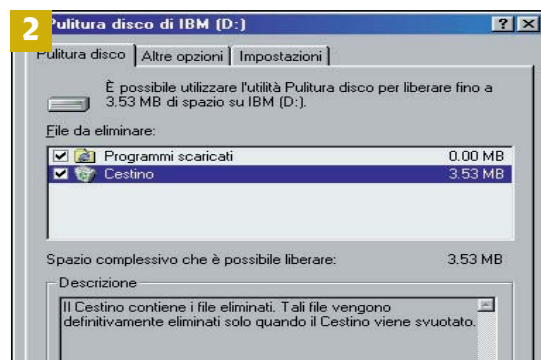 2
Pulitura disco di IBM (D:)
Pulitura disco Altre opzioni Impostazioni
È possibile utilizzare l'utilità Pulitura disco per liberare fino a
3.53 MB di spazio su IBM (D:).
File da eliminare:
Programmi scaricati 0.00 MB
Cestino 3.53 MB
Spazio complessivo che è possibile liberare: 3.53 MB
Descrizione
Il Cestino contiene i file eliminati. Tali file vengono
definitivamente eliminati solo quando il Cestino viene svuotato.